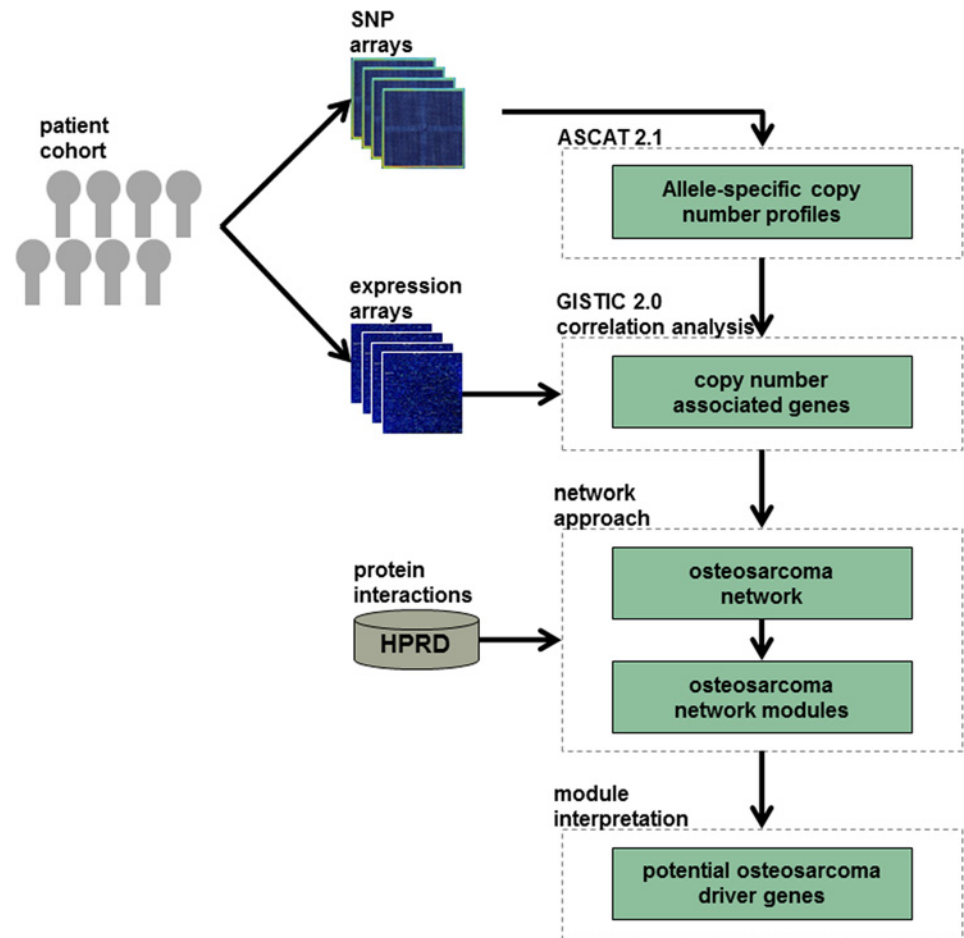 SNP
arrays
patient
cohort
ASCAT 2.1
Allele-specific copy
number profiles
expression
arrays
GISTIC 2.0
correlation analysis
copy number
associated genes
network
approach
protein
interactions
HPRD
osteosarcoma
network
osteosarcoma
network modules
module
interpretation
potential osteosarcoma
driver genes